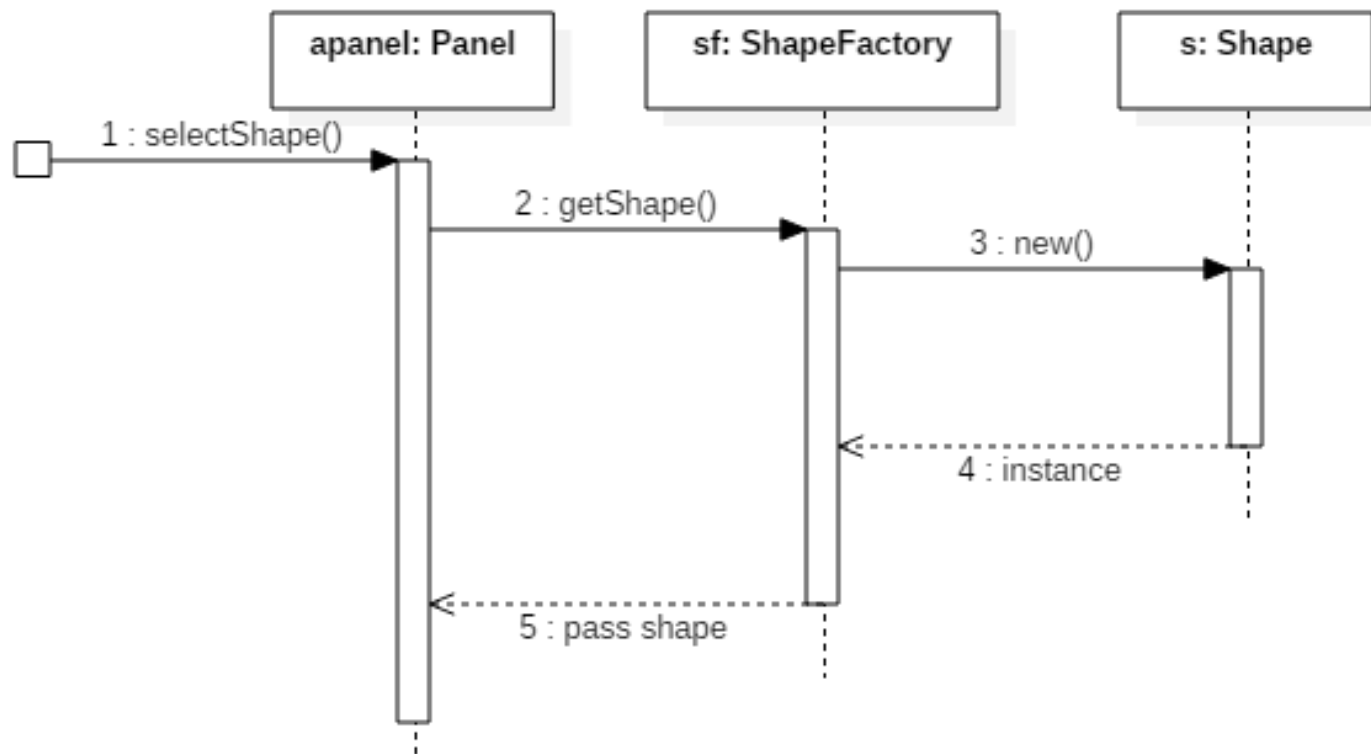 apanel: Panel
sf: ShapeFactory
s: Shape
1 : selectShape()
2 : getShape()
3 : new()
4 : instance
5 : pass shape